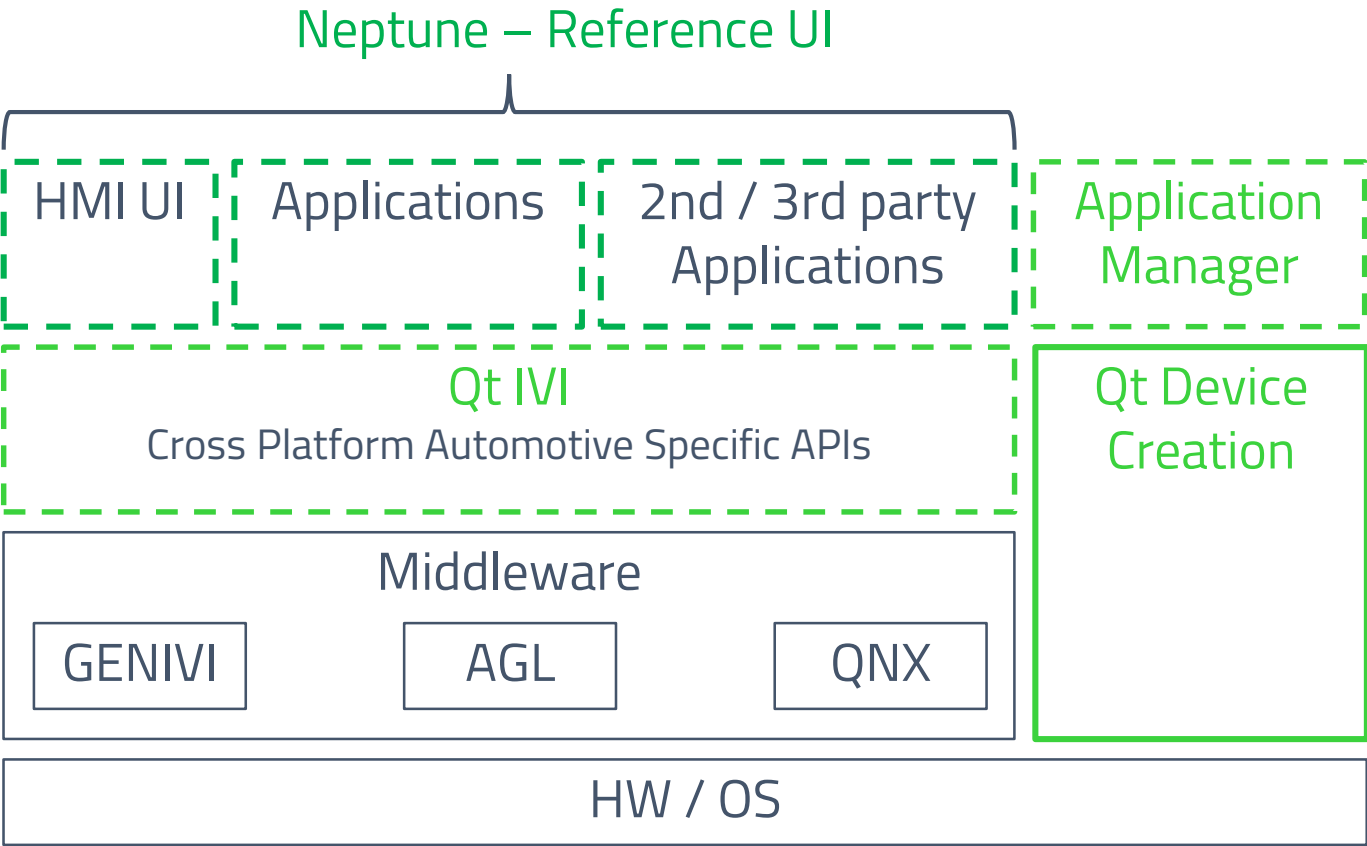 Neptune – Reference UI
HMI UI
Applications
2nd / 3rd party
Applications
Application
Manager
Qt IVI
Cross Platform Automotive Specific APIs
Qt Device
Creation
Middleware
GENIVI
AGL
QNX
HW / OS